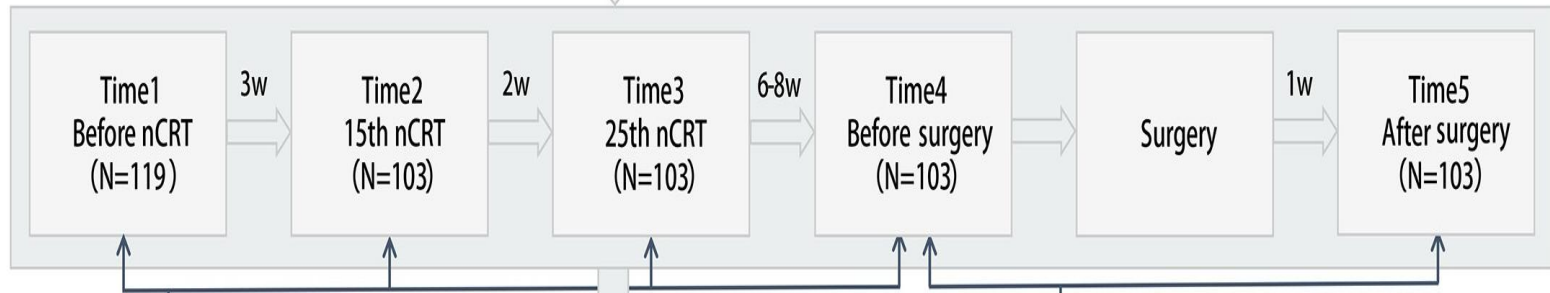 Time1
Before nCRT
(N=119)
3w
Time2
15th nCRT
(N=103)
2w
Time3
25th nCRT
(N=103)
6-8w
Time4
Before surgery
(N=103)
Surgery
1w
Time5
After surgery
(N=103)